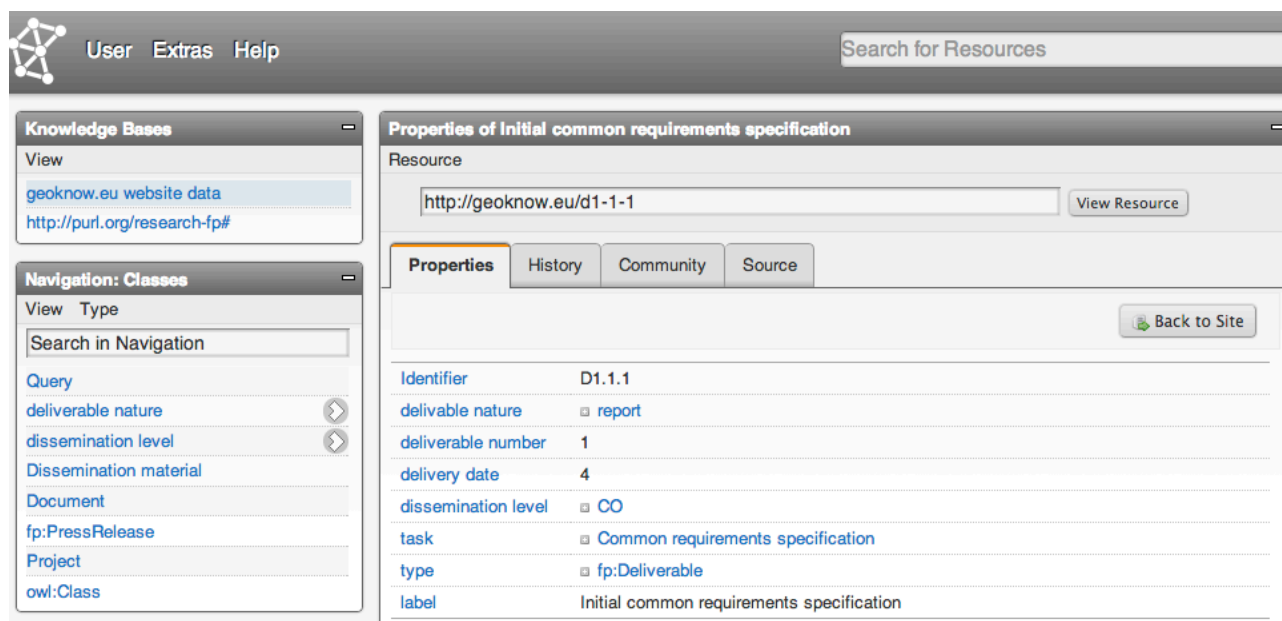 User Extras Help
Search for Resources
Knowledge Bases
View
geoknow.eu website data
http://purl.org/research-fp#
Navigation: Classes
View Type
Search in Navigation
Query
deliverable nature
dissemination level
Dissemination material
Document
fp:PressRelease
Project
owl:Class
Properties of Initial common requirements specification
Resource
http://geoknow.eu/d1-1-1 View Resource
Properties History Community Source
Back to Site
Identifier D1.1.1
delivable nature report
deliverable number 1
delivery date 4
dissemination level CO
task Common requirements specification
type fp:Deliverable
label Initial common requirements specification